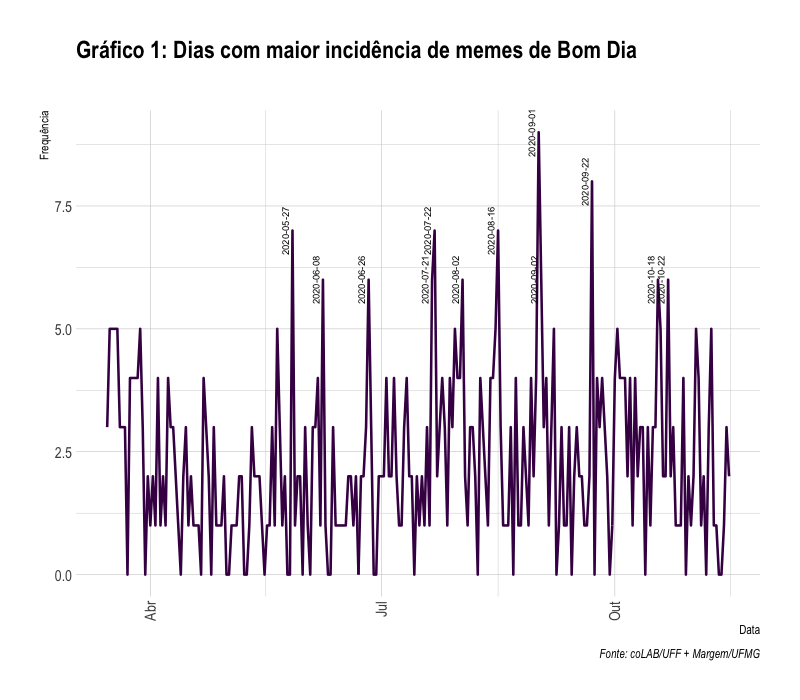 Gráfico 1: Dias com maior incidência de memes de Bom Dia
Frequência
2020-09-01
2020-09-22
2020-05-27
2020-07-22
2020-08-16
2020-06-08
2020-06-26
2020-07-21
2020-08-02
2020-09-02
2020-10-18
2020-10-22
7.5
5.0
2.5
0.0
Abr
Jul
Out
Data
Fonte: coLAB/UFF + Margem/UFMG